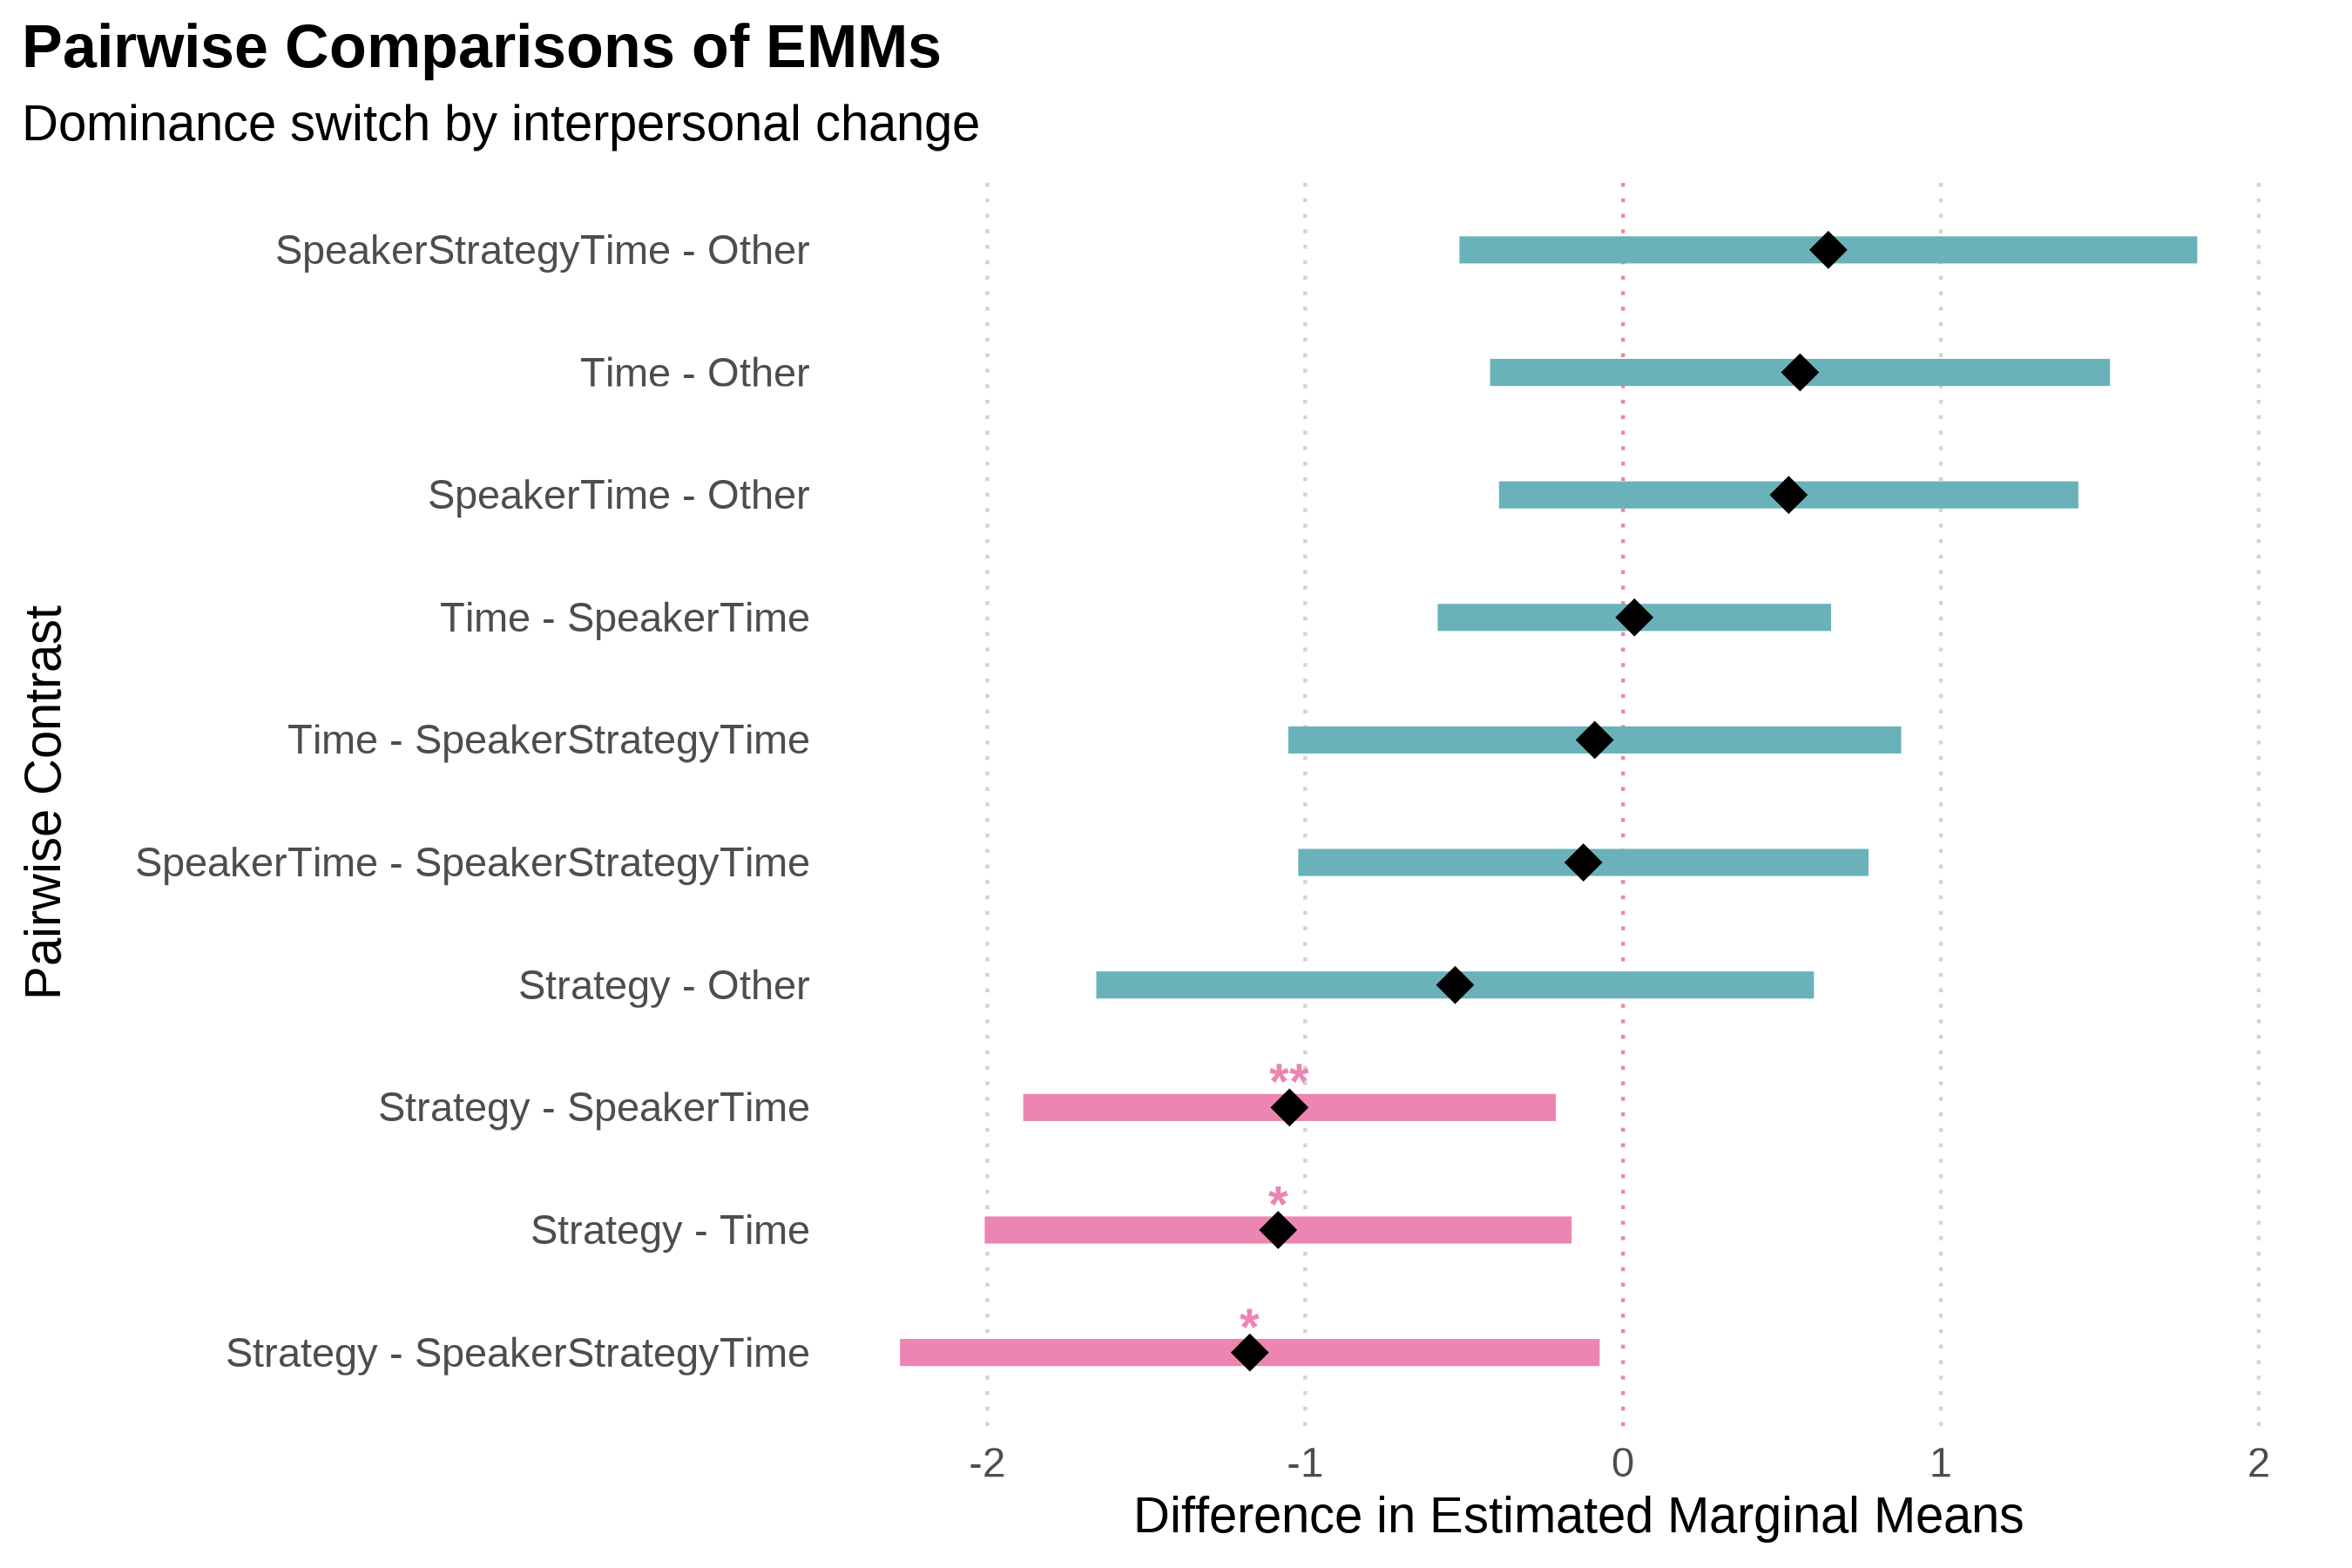 Pairwise Comparisons of EMMs
Dominance switch by interpersonal change
Pairwise Contrast
SpeakerStrategyTime - Other
Time - Other
SpeakerTime - Other
Time - SpeakerTime
Time - SpeakerStrategyTime
SpeakerTime - SpeakerStrategyTime
Strategy - Other
**
Strategy - SpeakerTime
*
Strategy - Time
*
Strategy - SpeakerStrategyTime
-2 -1 0 1 2
Difference in Estimated Marginal Means